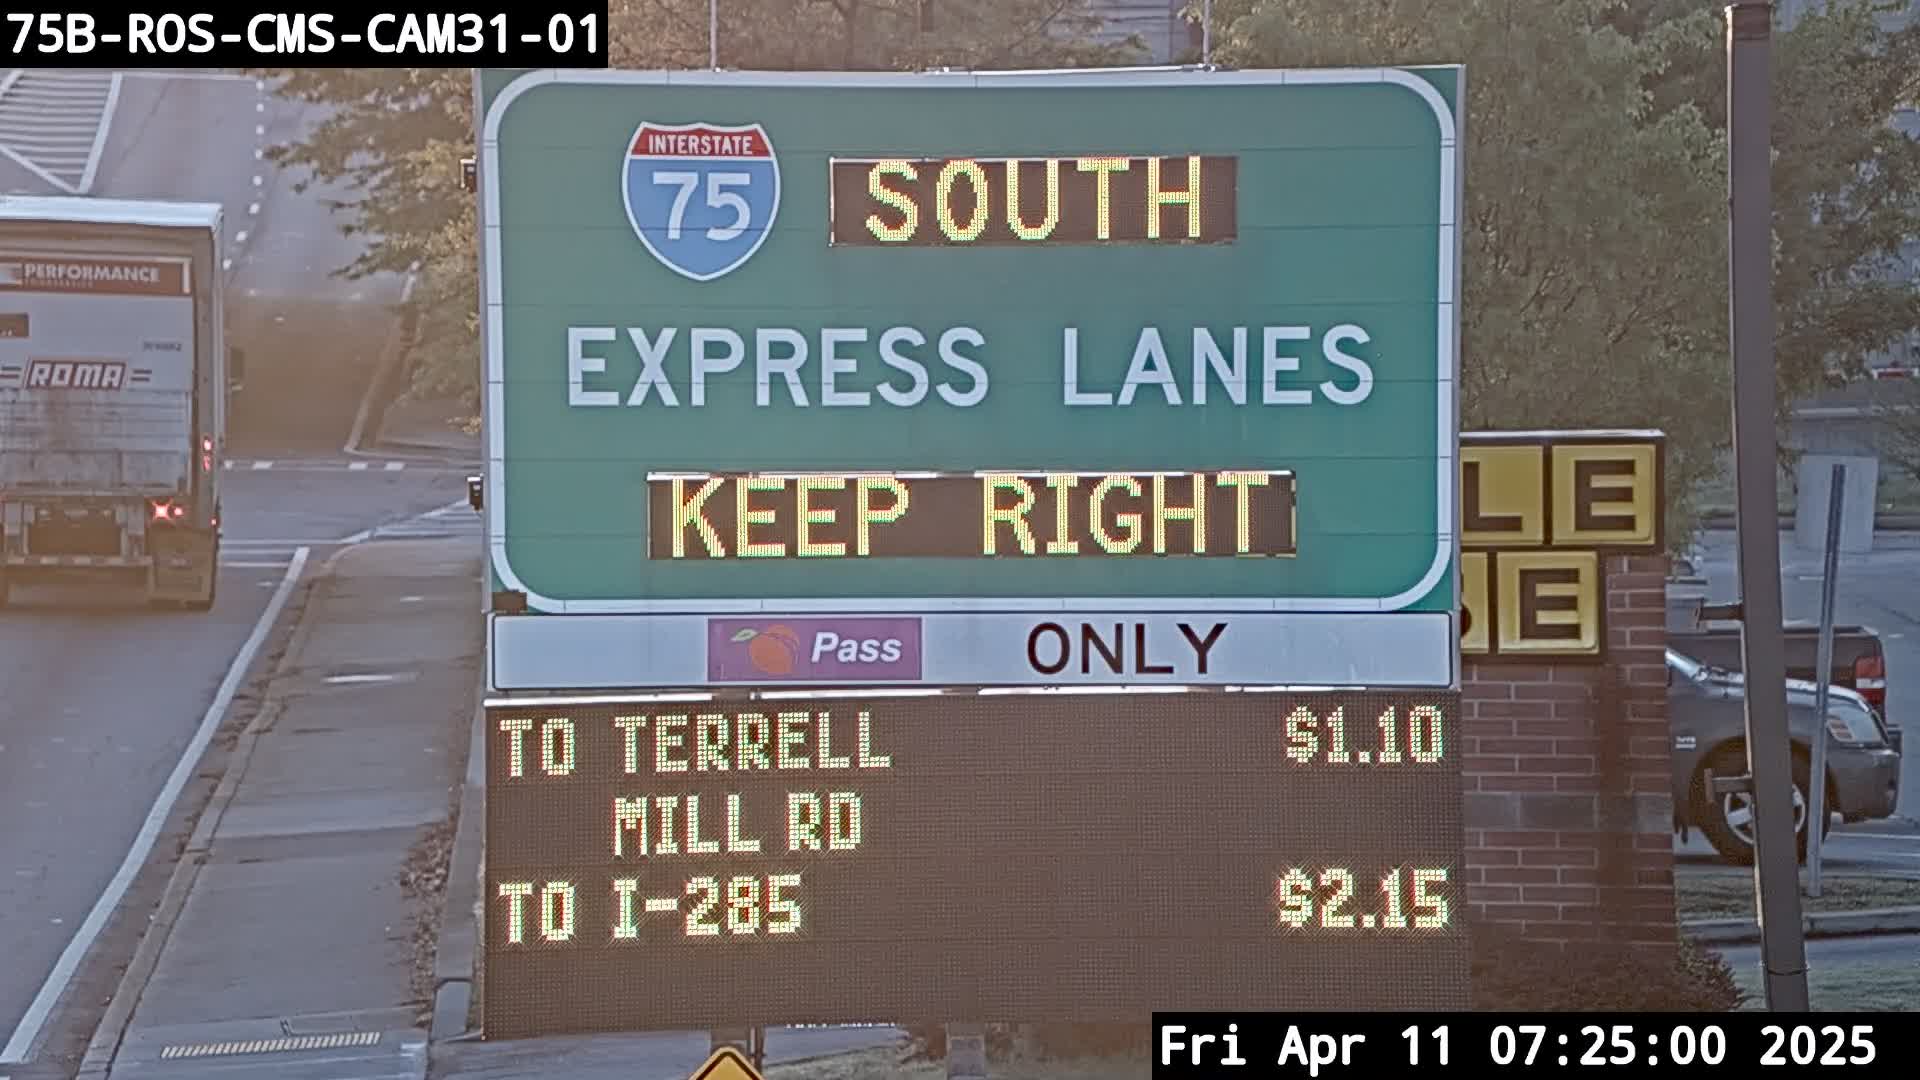 75B-ROS-CMS-CAM31-01
INTERSTATE
75
SOUTH
EXPRESS LANES
KEEP RIGHT
Pass
ONLY
TO TERRELL $1.10
MILL RD
TO I-285 $2.15
PERFORMANCE
ROMA
LE
E
Fri Apr 11 07:25:00 2025